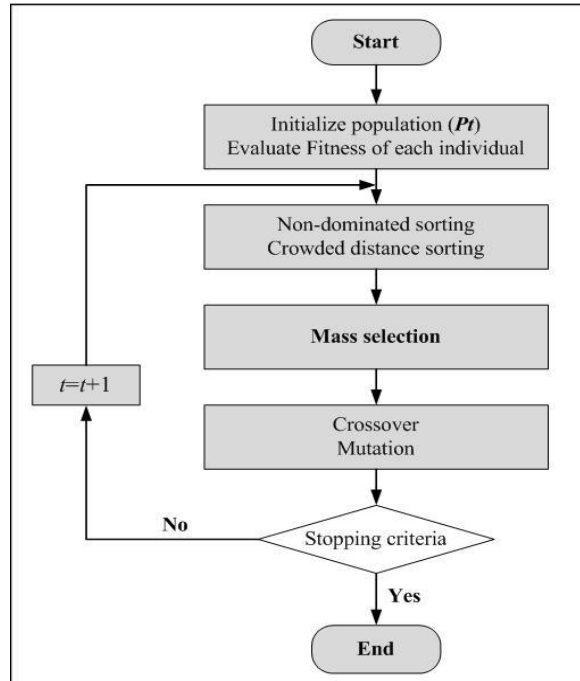 Start
Initialize population (Pt)
Evaluate Fitness of each individual
Non-dominated sorting
Crowded distance sorting
Mass selection
t=t+1
Crossover
Mutation
No
Stopping criteria
Yes
End